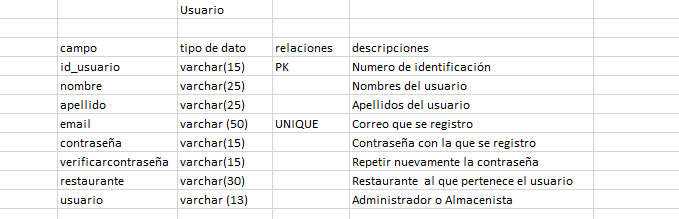 Usuario
campo tipo de dato relaciones descripciones
id_usuario varchar(15) PK Numero de identificación
nombre varchar(25) Nombres del usuario
apellido varchar(25) Apellidos del usuario
email varchar (50) UNIQUE Correo que se registro
contraseña varchar(15) Contraseña con la que se registro
verificarcontraseña varchar(15) Repetir nuevamente la contraseña
restaurante varchar(30) Restaurante al que pertenece el usuario
usuario varchar (13) Administrador o Almacenista